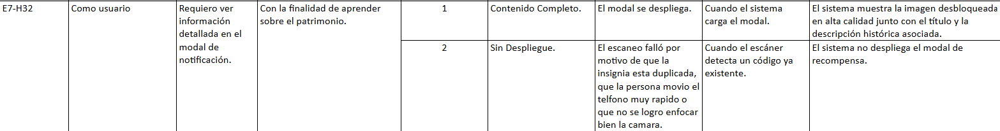 E7-H32
Como usuario
Requiero ver
información
detallada en el
modal de
notificación.
Con la finalidad de aprender
sobre el patrimonio.
1
Contenido Completo.
El modal se despliega.
Cuando el sistema
carga el modal.
El sistema muestra la imagen desbloqueada
en alta calidad junto con el título y la
descripción histórica asociada.
2
Sin Despliegue.
El escaneo falló por
motivo de que la
insignia esta duplicada,
que la persona movio el
telfono muy rapido o
que no se logro enfocar
bien la camara.
Cuando el escáner
detecta un código ya
existente.
El sistema no despliega el modal de
recompensa.